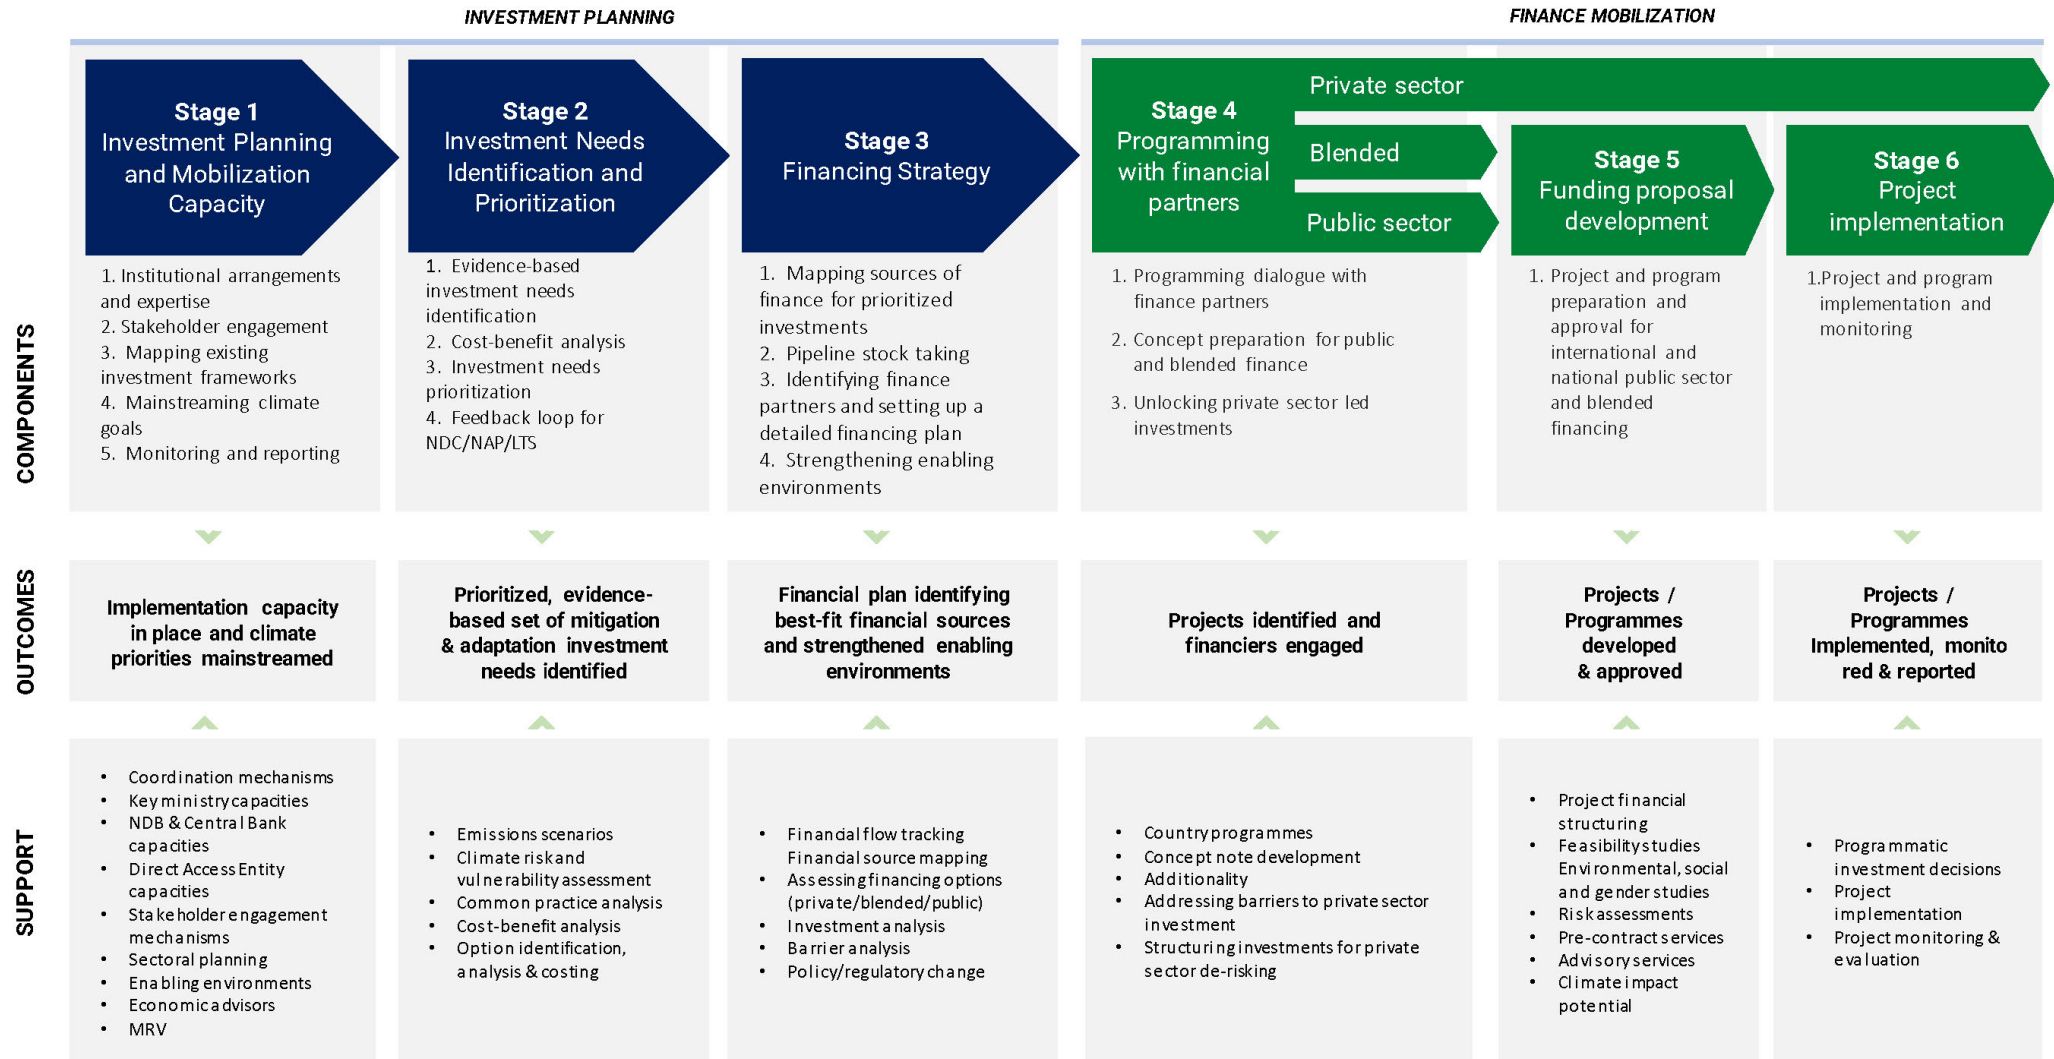 INVESTMENT PLANNING
FINANCE MOBILIZATION
Stage 1
Investment Planning
and Mobilization
Capacity
Stage 2
Investment Needs
Identification and
Prioritization
Stage 3
Financing Strategy
Stage 4
Programming
with financial
partners
Private sector
Blended
Public sector
Stage 5
Funding proposal
development
Stage 6
Project
implementation
COMPONENTS
1. Institutional arrangements
and expertise
2. Stakeholder engagement
3. Mapping existing
investment frameworks
4. Mainstreaming climate
goals
5. Monitoring and reporting
1. Evidence-based
investment needs
identification
2. Cost-benefit analysis
3. Investment needs
prioritization
4. Feedback loop for
NDC/NAP/LTS
1. Mapping sources of
finance for prioritized
investments
2. Pipeline stock taking
3. Identifying finance
partners and setting up a
detailed financing plan
4. Strengthening enabling
environments
1. Programming dialogue with
finance partners
2. Concept preparation for public
and blended finance
3. Unlocking private sector led
investments
1. Project and program
preparation and
approval for
international and
national public sector
and blended
financing
1.Project and program
implementation and
monitoring
OUTCOMES
Implementation capacity
in place and climate
priorities mainstreamed
Prioritized, evidence-
based set of mitigation
& adaptation investment
needs identified
Financial plan identifying
best-fit financial sources
and strengthened enabling
environments
Projects identified and
financiers engaged
Projects /
Programmes
developed
& approved
Projects /
Programmes
Implemented, monito
red & reported
SUPPORT
• Coordination mechanisms
• Key ministry capacities
• NDB & Central Bank
capacities
• Direct Access Entity
capacities
• Stakeholder engagement
mechanisms
• Sectoral planning
• Enabling environments
• Economic advisors
• MRV
• Emissions scenarios
• Climate risk and
vulnerability assessment
• Common practice analysis
• Cost-benefit analysis
• Option identification,
analysis & costing
• Financial flow tracking
Financial source mapping
• Assessing financing options
(private/blended/public)
• Investment analysis
• Barrier analysis
• Policy/regulatory change
• Country programmes
• Concept note development
• Additionality
• Addressing barriers to private sector
investment
• Structuring investments for private
sector de-risking
• Project financial
structuring
• Feasibility studies
Environmental, social
and gender studies
• Risk assessments
• Pre-contract services
• Advisory services
• Climate impact
potential
• Programmatic
investment decisions
• Project
implementation
• Project monitoring &
evaluation